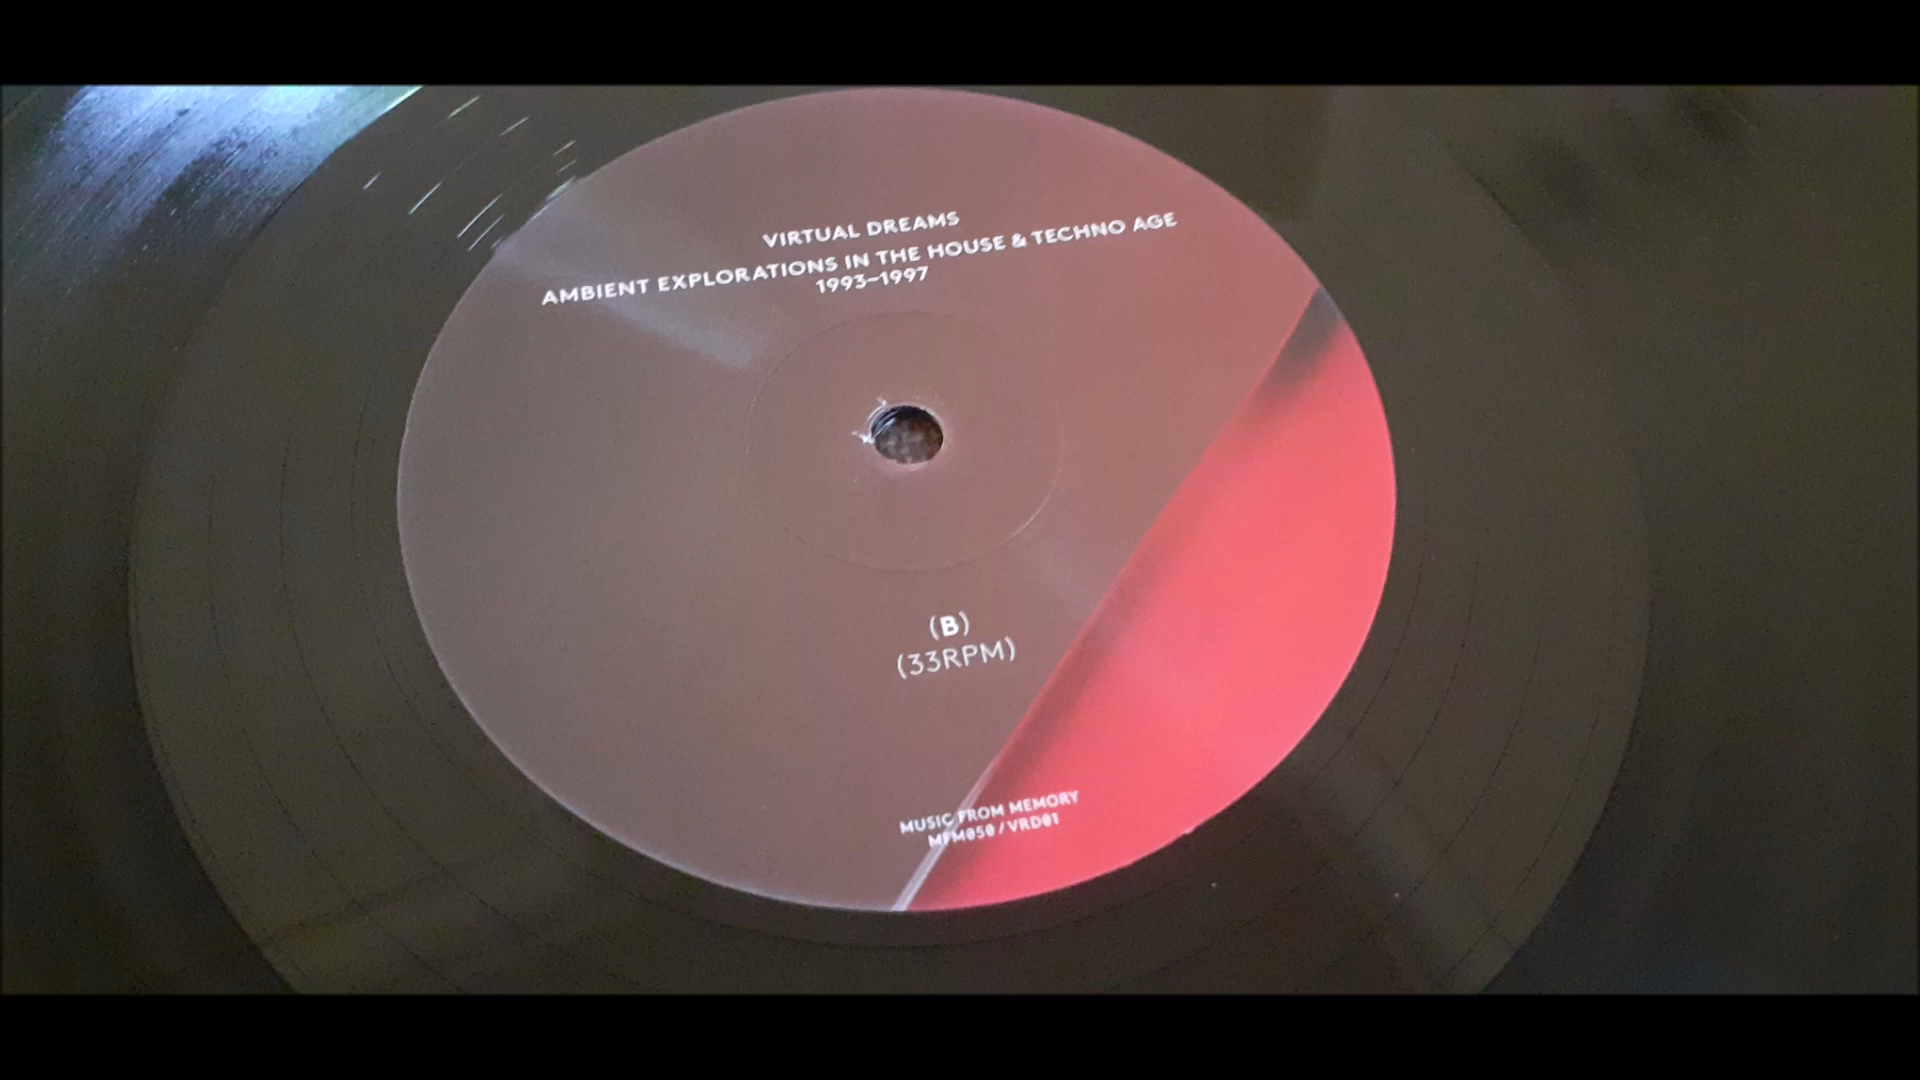 VIRTUAL DREAMS
AMBIENT EXPLORATIONS IN THE HOUSE & TECHNO AGE
1993–1997
(B)
(33RPM)
MUSIC FROM MEMORY
MFM050/VRD01